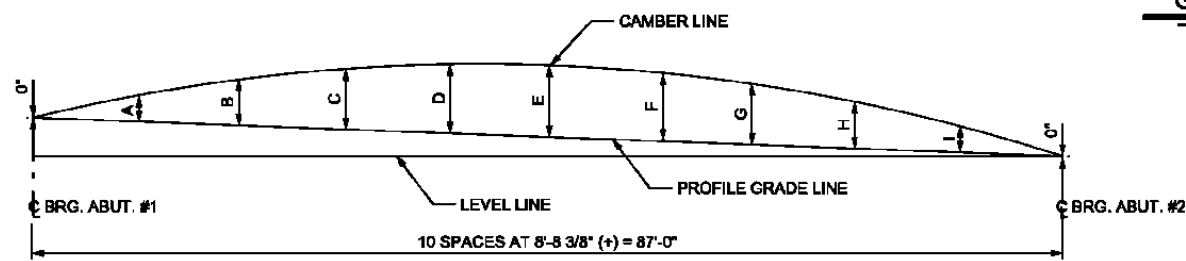 CAMBER LINE
0"
A
B
C
D
E
F
G
H
I
0"
PROFILE GRADE LINE
LEVEL LINE
℄ BRG. ABUT. #1
℄ BRG. ABUT. #2
10 SPACES AT 8'-8 3/8" (+) = 87'-0"